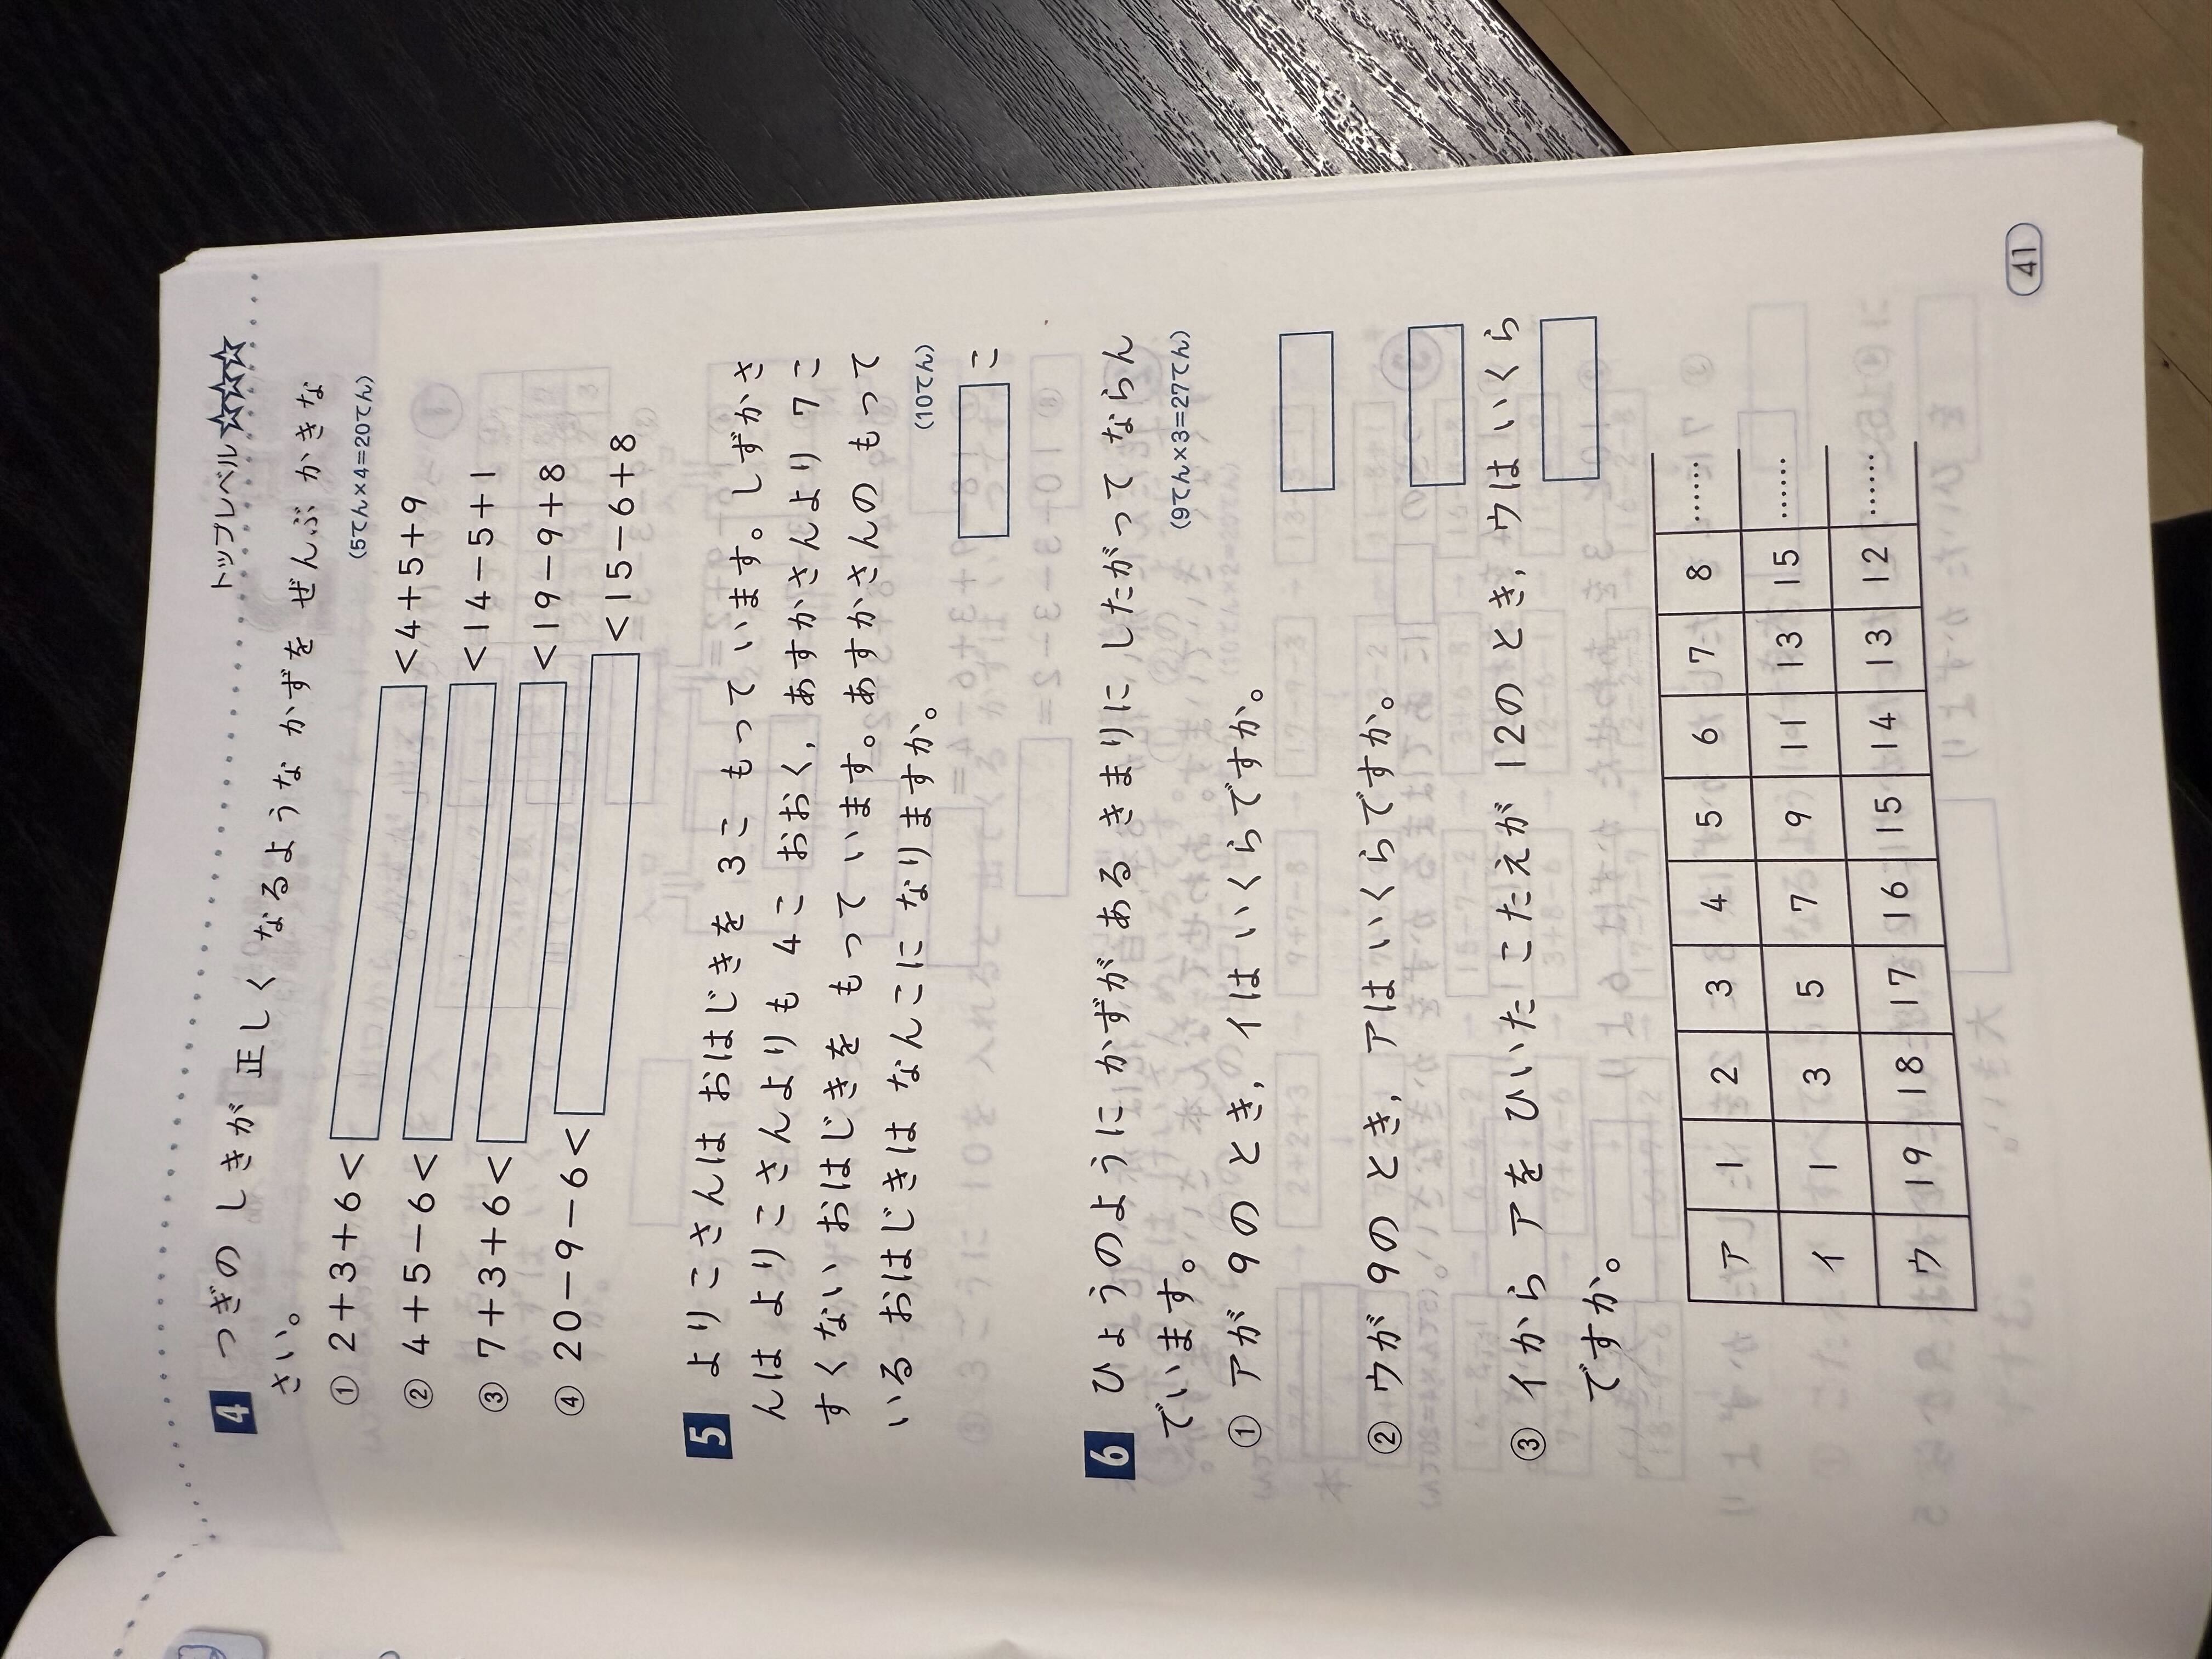 トップレベル☆☆☆
4 つぎの しきが 正しく なるような かずを ぜんぶ かきな
さい。
(5てん×4=20てん)
① 2+3+6< <4+5+9
② 4+5-6< <14-5+1
③ 7+3+6< <19-9+8
④ 20-9-6< <15-6+8
5 よりこさんは おはじきを 3こ もって います。しずかさ
んは よりこさんよりも 4こ おおく, あすかさんより 7こ
すくない おはじきを もって います。あすかさんの もって
いる おはじきは なんこに なりますか。
(10てん)
こ
6 ひょうのように かずが ある きまりに したがって ならん
でいます。
(9てん×3=27てん)
① アが 9の とき, イは いくらですか。
② ウが 9の とき, アは いくらですか。
③ イから アを ひいた こたえが 12の とき, ウは いくら
ですか。
ア 1 2 3 4 5 6 7 8 ……
イ 1 3 5 7 9 11 13 15 ……
ウ 19 18 17 16 15 14 13 12 ……
41